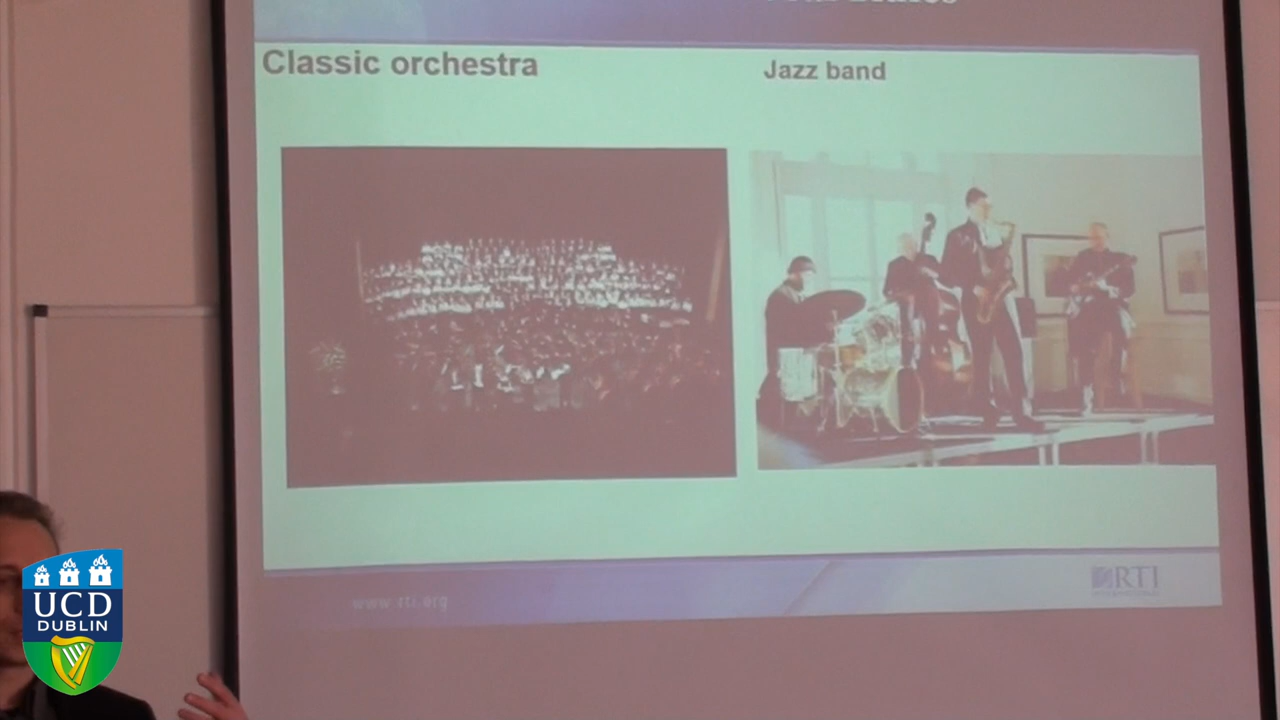 Classic orchestra
Jazz band
www.rti.org
RTI
UCD
DUBLIN